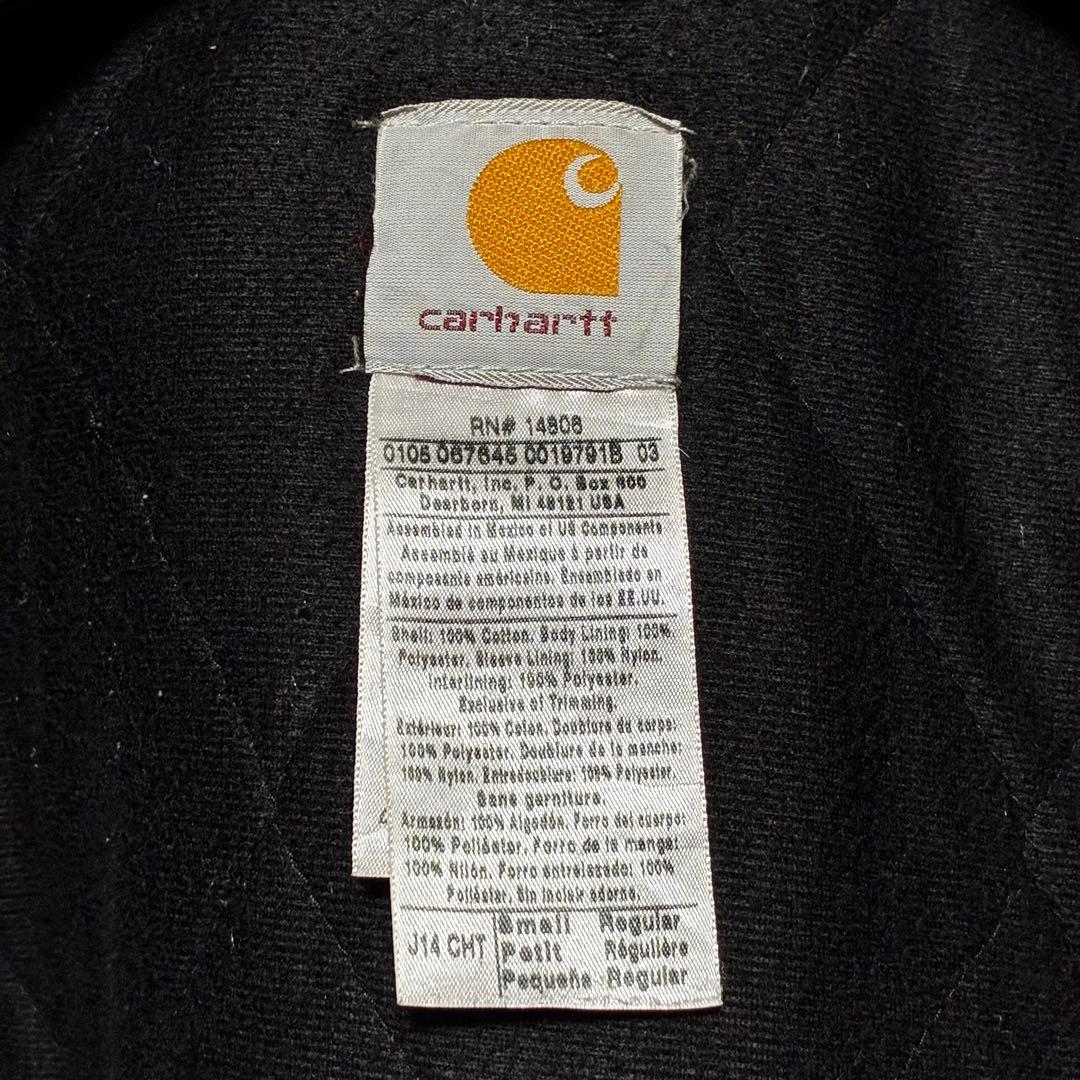 carhartt
RN# 14806
0105 067645 00197918 03
Carhartt, Inc. P. O. Box 600
Dearborn, MI 48121 USA
Assembled in Mexico of US Components
Assemblé au Mexique à partir de
composants américains. Ensamblado en
México de componentos de los EE.UU.
Shell: 100% Cotton. Body Lining: 100%
Polyester. Sleeve Lining: 100% Nylon.
Interlining: 100% Polyester.
Exclusive of Trimming.
Extérieur: 100% Coton. Doublure du corps:
100% Polyester. Doublure de la manche:
100% Nylon. Entredoublure: 100% Polyester.
Sans garniture.
Armazón: 100% Algodón. Forro del cuerpo:
100% Poliéster. Forro de la manga:
100% Nilón. Forro entrelazado: 100%
Poliéster. Sin incluir adorno.
J14 CHT
Small Regular
Petit Régulière
Pequeño Regular